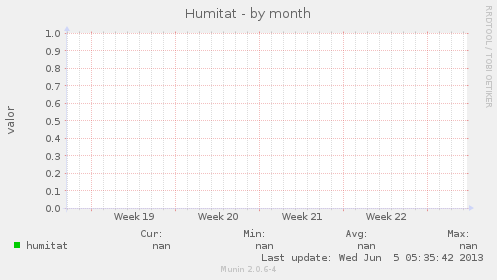 Humitat - by month
RRDTOOL / TOBI OETIKER
valor
1.0
0.9
0.8
0.7
0.6
0.5
0.4
0.3
0.2
0.1
0.0
Week 19 Week 20 Week 21 Week 22
Cur: Min: Avg: Max:
humitat nan nan nan nan
Last update: Wed Jun 5 05:35:42 2013
Munin 2.0.6-4